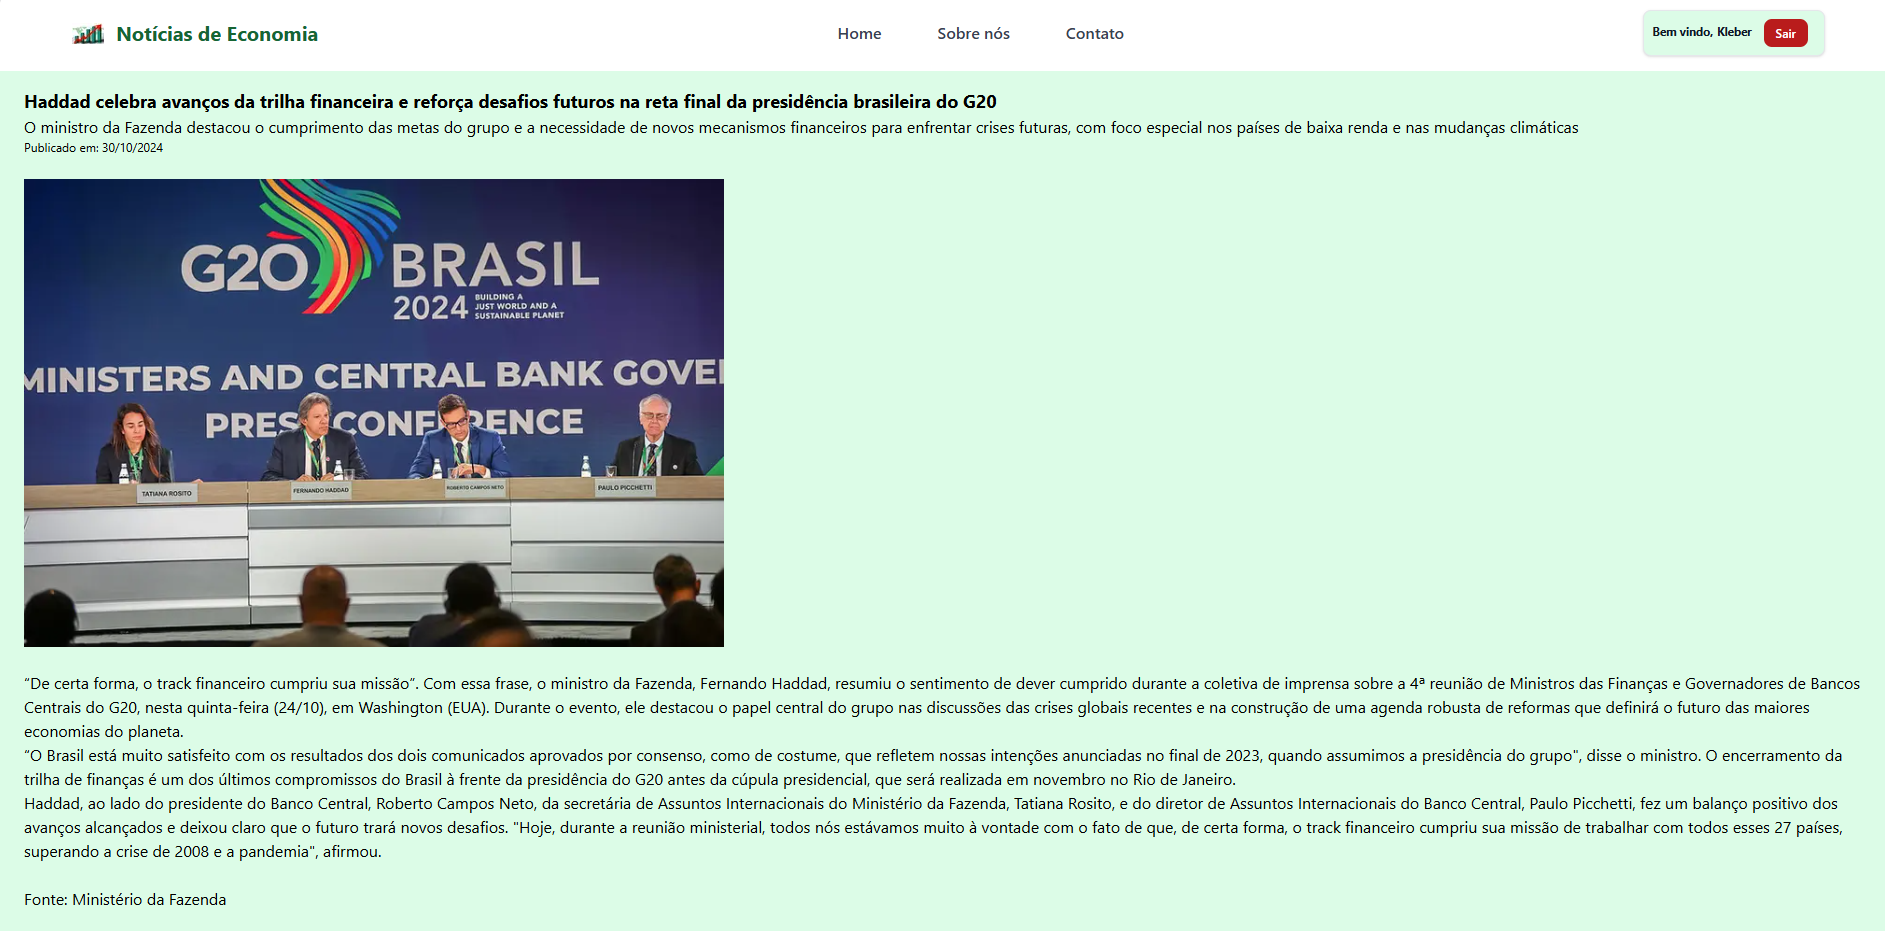 Notícias de Economia
Home
Sobre nós
Contato
Bem vindo, Kleber
Sair
Haddad celebra avanços da trilha financeira e reforça desafios futuros na reta final da presidência brasileira do G20
O ministro da Fazenda destacou o cumprimento das metas do grupo e a necessidade de novos mecanismos financeiros para enfrentar crises futuras, com foco especial nos países de baixa renda e nas mudanças climáticas
Publicado em: 30/10/2024
G20 BRASIL
2024 BUILDING A
JUST WORLD AND A
SUSTAINABLE PLANET
MINISTERS AND CENTRAL BANK GOVE
PRESS CONFERENCE
TATIANA ROSITO
FERNANDO HADDAD
ROBERTO CAMPOS NETO
PAULO PICCHETTI
“De certa forma, o track financeiro cumpriu sua missão”. Com essa frase, o ministro da Fazenda, Fernando Haddad, resumiu o sentimento de dever cumprido durante a coletiva de imprensa sobre a 4ª reunião de Ministros das Finanças e Governadores de Bancos
Centrais do G20, nesta quinta-feira (24/10), em Washington (EUA). Durante o evento, ele destacou o papel central do grupo nas discussões das crises globais recentes e na construção de uma agenda robusta de reformas que definirá o futuro das maiores
economias do planeta.
“O Brasil está muito satisfeito com os resultados dos dois comunicados aprovados por consenso, como de costume, que refletem nossas intenções anunciadas no final de 2023, quando assumimos a presidência do grupo", disse o ministro. O encerramento da
trilha de finanças é um dos últimos compromissos do Brasil à frente da presidência do G20 antes da cúpula presidencial, que será realizada em novembro no Rio de Janeiro.
Haddad, ao lado do presidente do Banco Central, Roberto Campos Neto, da secretária de Assuntos Internacionais do Ministério da Fazenda, Tatiana Rosito, e do diretor de Assuntos Internacionais do Banco Central, Paulo Picchetti, fez um balanço positivo dos
avanços alcançados e deixou claro que o futuro trará novos desafios. "Hoje, durante a reunião ministerial, todos nós estávamos muito à vontade com o fato de que, de certa forma, o track financeiro cumpriu sua missão de trabalhar com todos esses 27 países,
superando a crise de 2008 e a pandemia", afirmou.
Fonte: Ministério da Fazenda